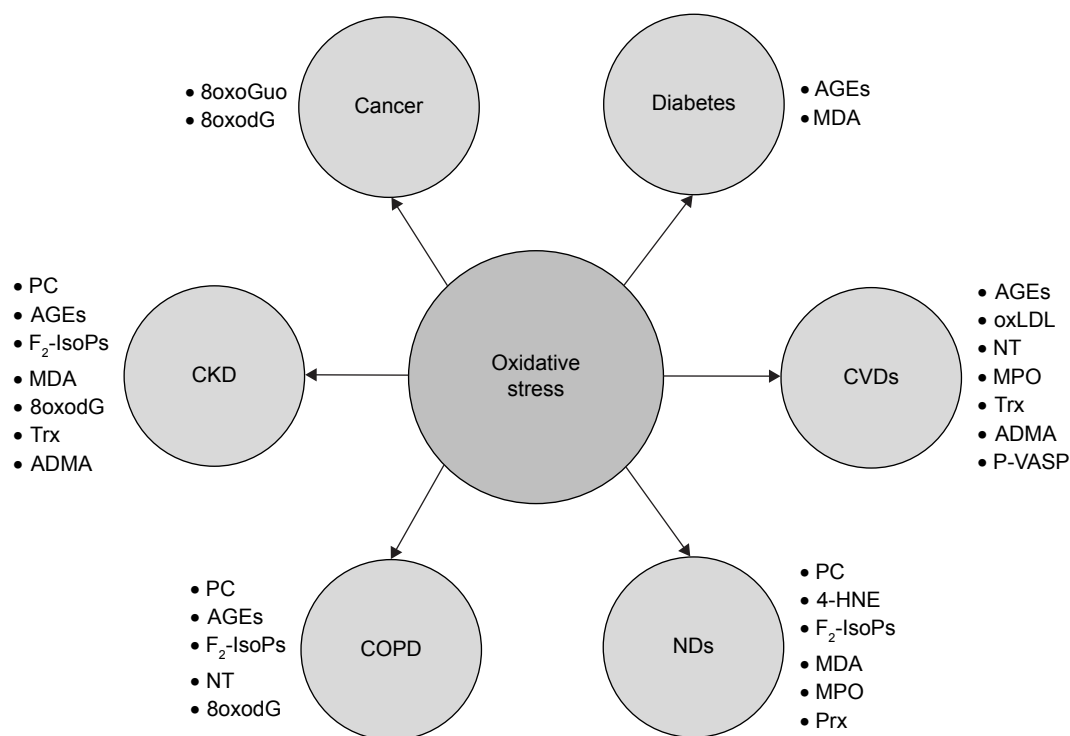 • 8oxoGuo
• 8oxodG
Cancer
Diabetes
• AGEs
• MDA
• PC
• AGEs
• F₂-IsoPs
• MDA
• 8oxodG
• Trx
• ADMA
CKD
Oxidative
stress
CVDs
• AGEs
• oxLDL
• NT
• MPO
• Trx
• ADMA
• P-VASP
• PC
• AGEs
• F₂-IsoPs
• NT
• 8oxodG
COPD
NDs
• PC
• 4-HNE
• F₂-IsoPs
• MDA
• MPO
• Prx